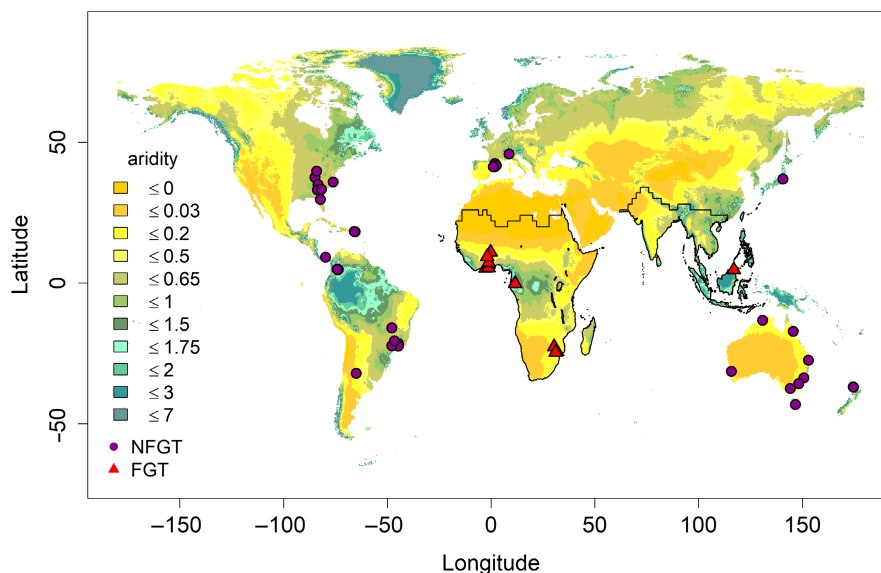 Latitude
50
0
−50
aridity
≤ 0
≤ 0.03
≤ 0.2
≤ 0.5
≤ 0.65
≤ 1
≤ 1.5
≤ 1.75
≤ 2
≤ 3
≤ 7
NFGT
FGT
−150 −100 −50 0 50 100 150
Longitude